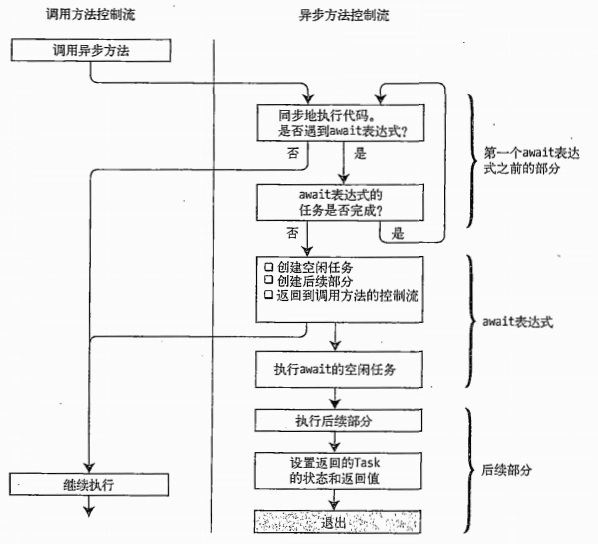 调用方法控制流
异步方法控制流
调用异步方法
同步地执行代码。
是否遇到await表达式？
否
是
第一个await表达
式之前的部分
await表达式的
任务是否完成？
否
是
创建空闲任务
创建后续部分
返回到调用方法的控制流
await表达式
执行await的空闲任务
执行后续部分
设置返回的Task
的状态和返回值
后续部分
继续执行
退出